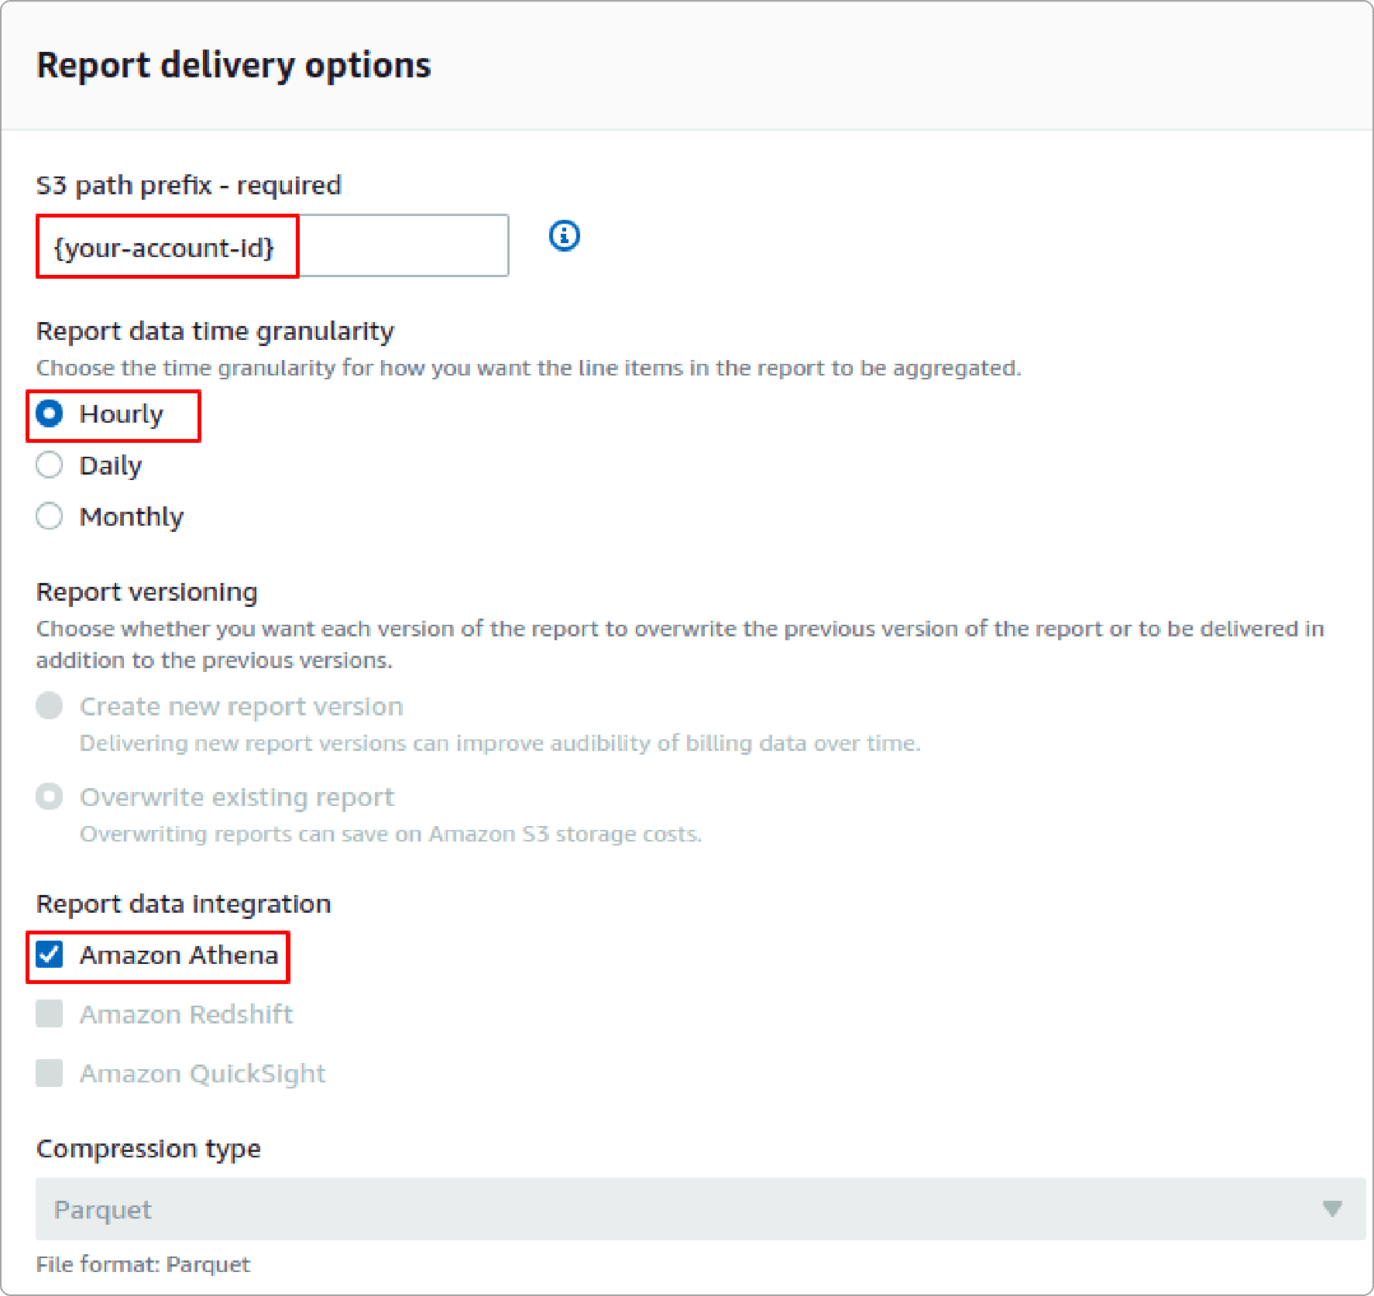 Report delivery options
S3 path prefix - required
{your-account-id}
Report data time granularity
Choose the time granularity for how you want the line items in the report to be aggregated.
Hourly
Daily
Monthly
Report versioning
Choose whether you want each version of the report to overwrite the previous version of the report or to be delivered in
addition to the previous versions.
Create new report version
Delivering new report versions can improve audibility of billing data over time.
Overwrite existing report
Overwriting reports can save on Amazon S3 storage costs.
Report data integration
Amazon Athena
Amazon Redshift
Amazon QuickSight
Compression type
Parquet
File format: Parquet